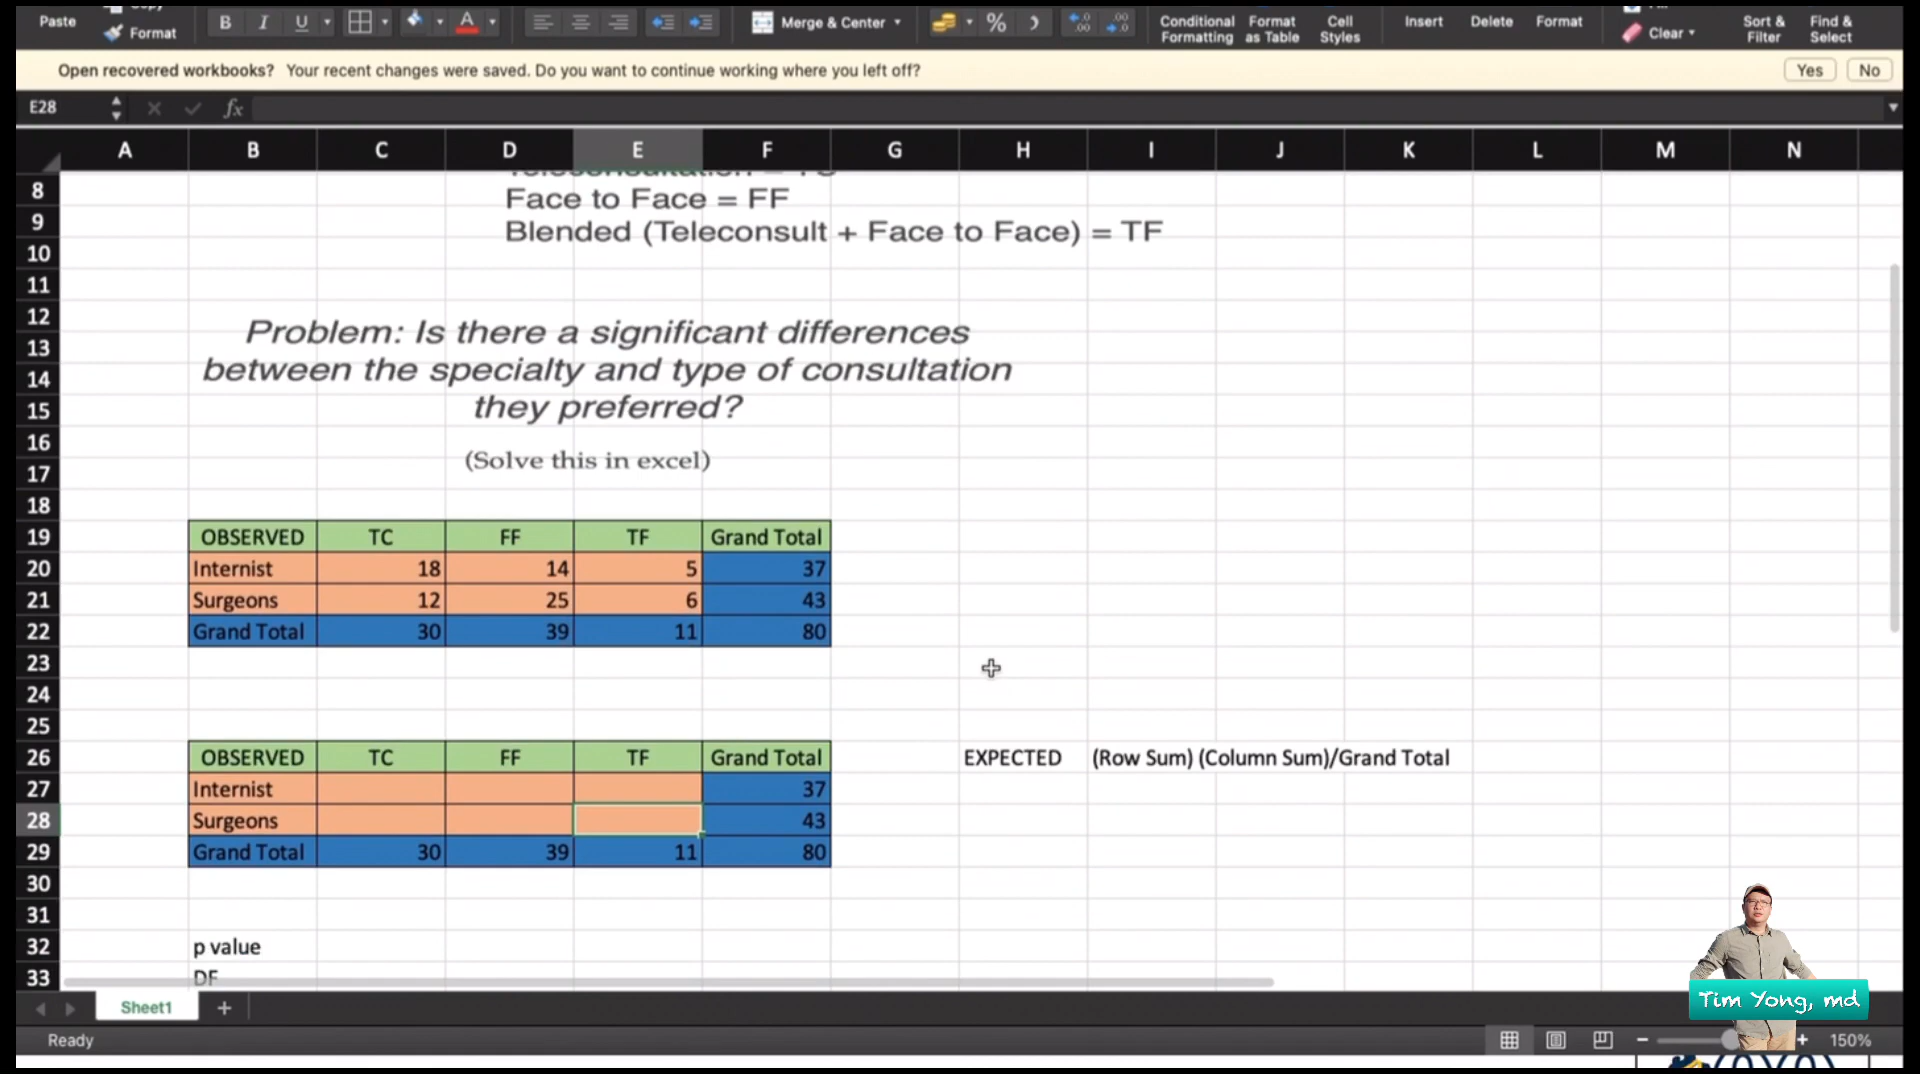 Paste
Copy
Format
B I U
A
Merge & Center
%
Conditional Formatting
Format as Table
Cell Styles
Insert
Delete
Format
Clear
Sort & Filter
Find & Select
Open recovered workbooks? Your recent changes were saved. Do you want to continue working where you left off?
Yes No
E28
fx
A B C D E F G H I J K L M N
8
Face to Face = FF
9
Blended (Teleconsult + Face to Face) = TF
10
11
12
Problem: Is there a significant differences
13
between the specialty and type of consultation
14
they preferred?
15
16
(Solve this in excel)
17
18
19 OBSERVED TC FF TF Grand Total
20 Internist 18 14 5 37
21 Surgeons 12 25 6 43
22 Grand Total 30 39 11 80
23
24
25
26 OBSERVED TC FF TF Grand Total EXPECTED (Row Sum) (Column Sum)/Grand Total
27 Internist 37
28 Surgeons 43
29 Grand Total 30 39 11 80
30
31
32 p value
33 DF
Tim Yong, md
Sheet1 +
Ready
150%